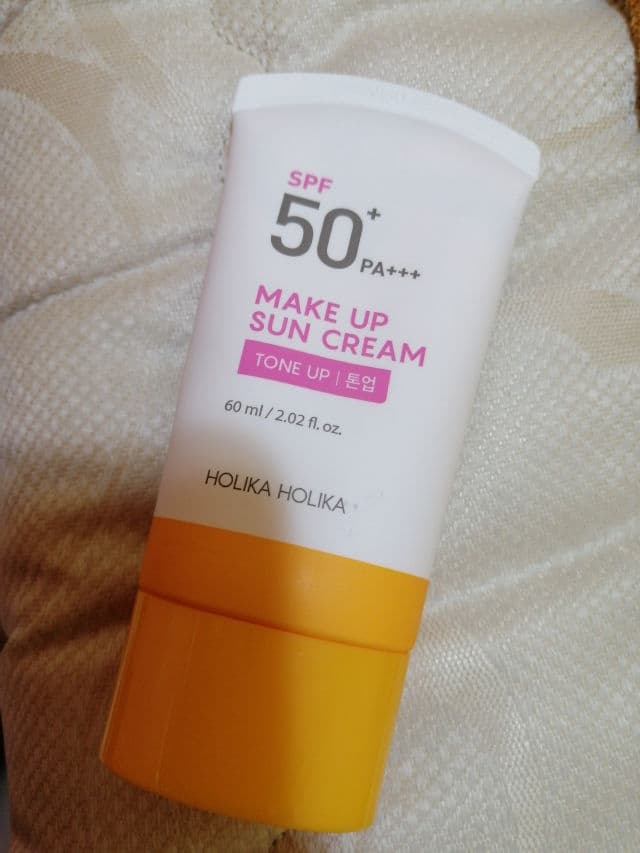 SPF
50+
PA+++
MAKE UP
SUN CREAM
TONE UP | 톤업
60 ml / 2.02 fl. oz.
HOLIKA HOLIKA